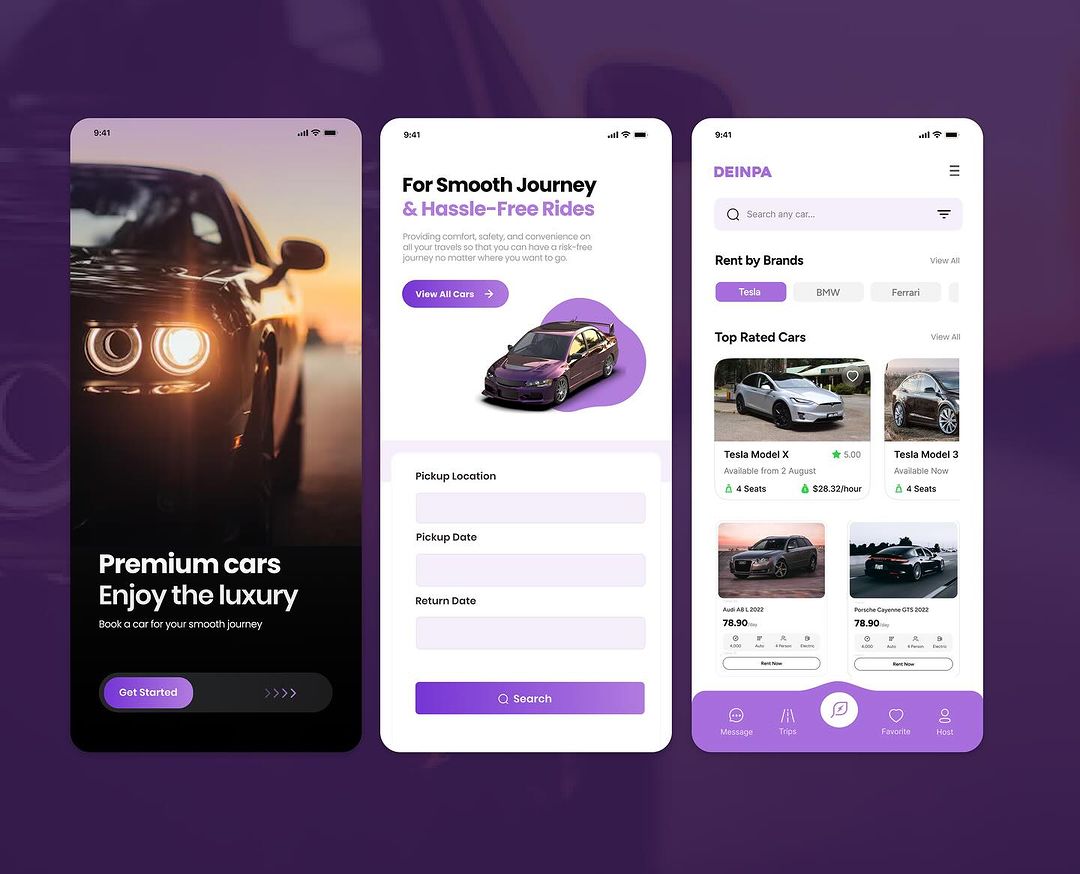 9:41
Premium cars
Enjoy the luxury
Book a car for your smooth journey
Get Started
9:41
For Smooth Journey
& Hassle-Free Rides
Providing comfort, safety, and convenience on
all your travels so that you can have a risk-free
journey no matter where you want to go.
View All Cars
Pickup Location
Pickup Date
Return Date
Search
9:41
DEINPA
Search any car...
Rent by Brands
View All
Tesla
BMW
Ferrari
Top Rated Cars
View All
Tesla Model X
5.00
Available from 2 August
4 Seats
$28.32/hour
Tesla Model 3
Available Now
4 Seats
Audi A8 L 2022
78.90/day
4,000
Auto
4 Person
Electric
Rent Now
Porsche Cayenne GTS 2022
78.90/day
4,000
Auto
4 Person
Electric
Rent Now
Message
Trips
Favorite
Host